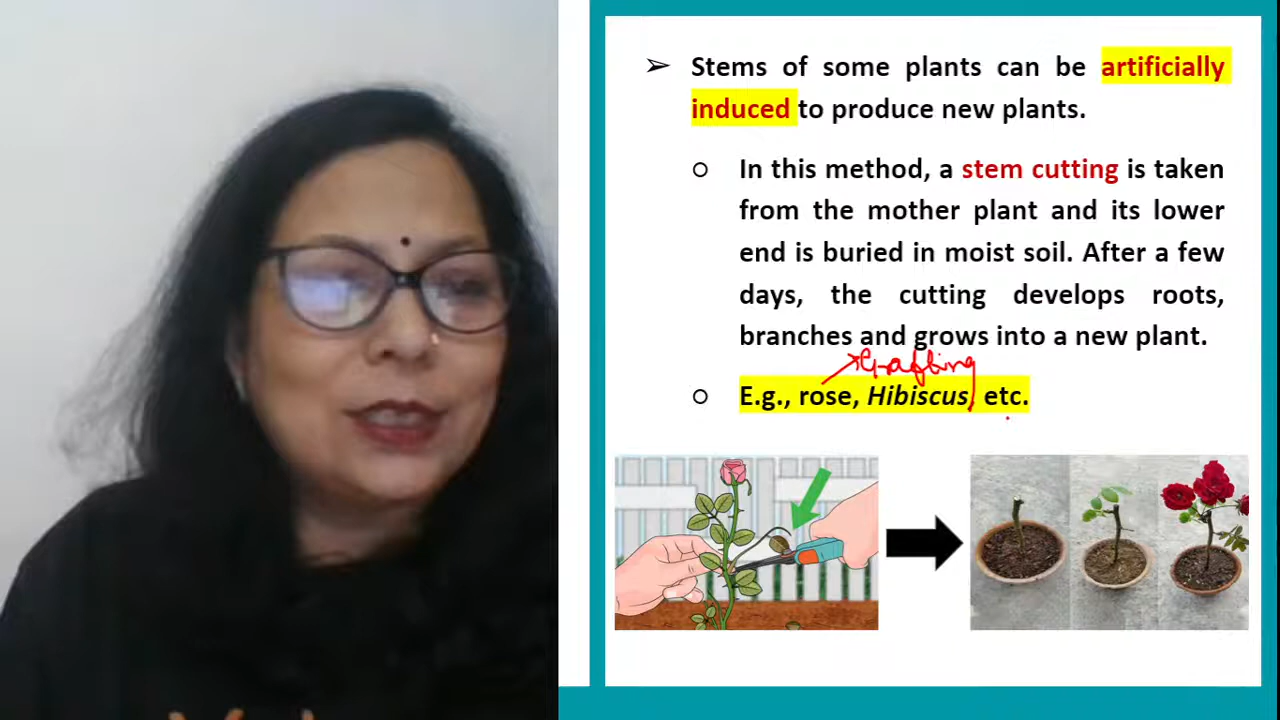 ➢ Stems of some plants can be artificially
induced to produce new plants.
○ In this method, a stem cutting is taken
from the mother plant and its lower
end is buried in moist soil. After a few
days, the cutting develops roots,
branches and grows into a new plant.
Grafting
○ E.g., rose, Hibiscus, etc.